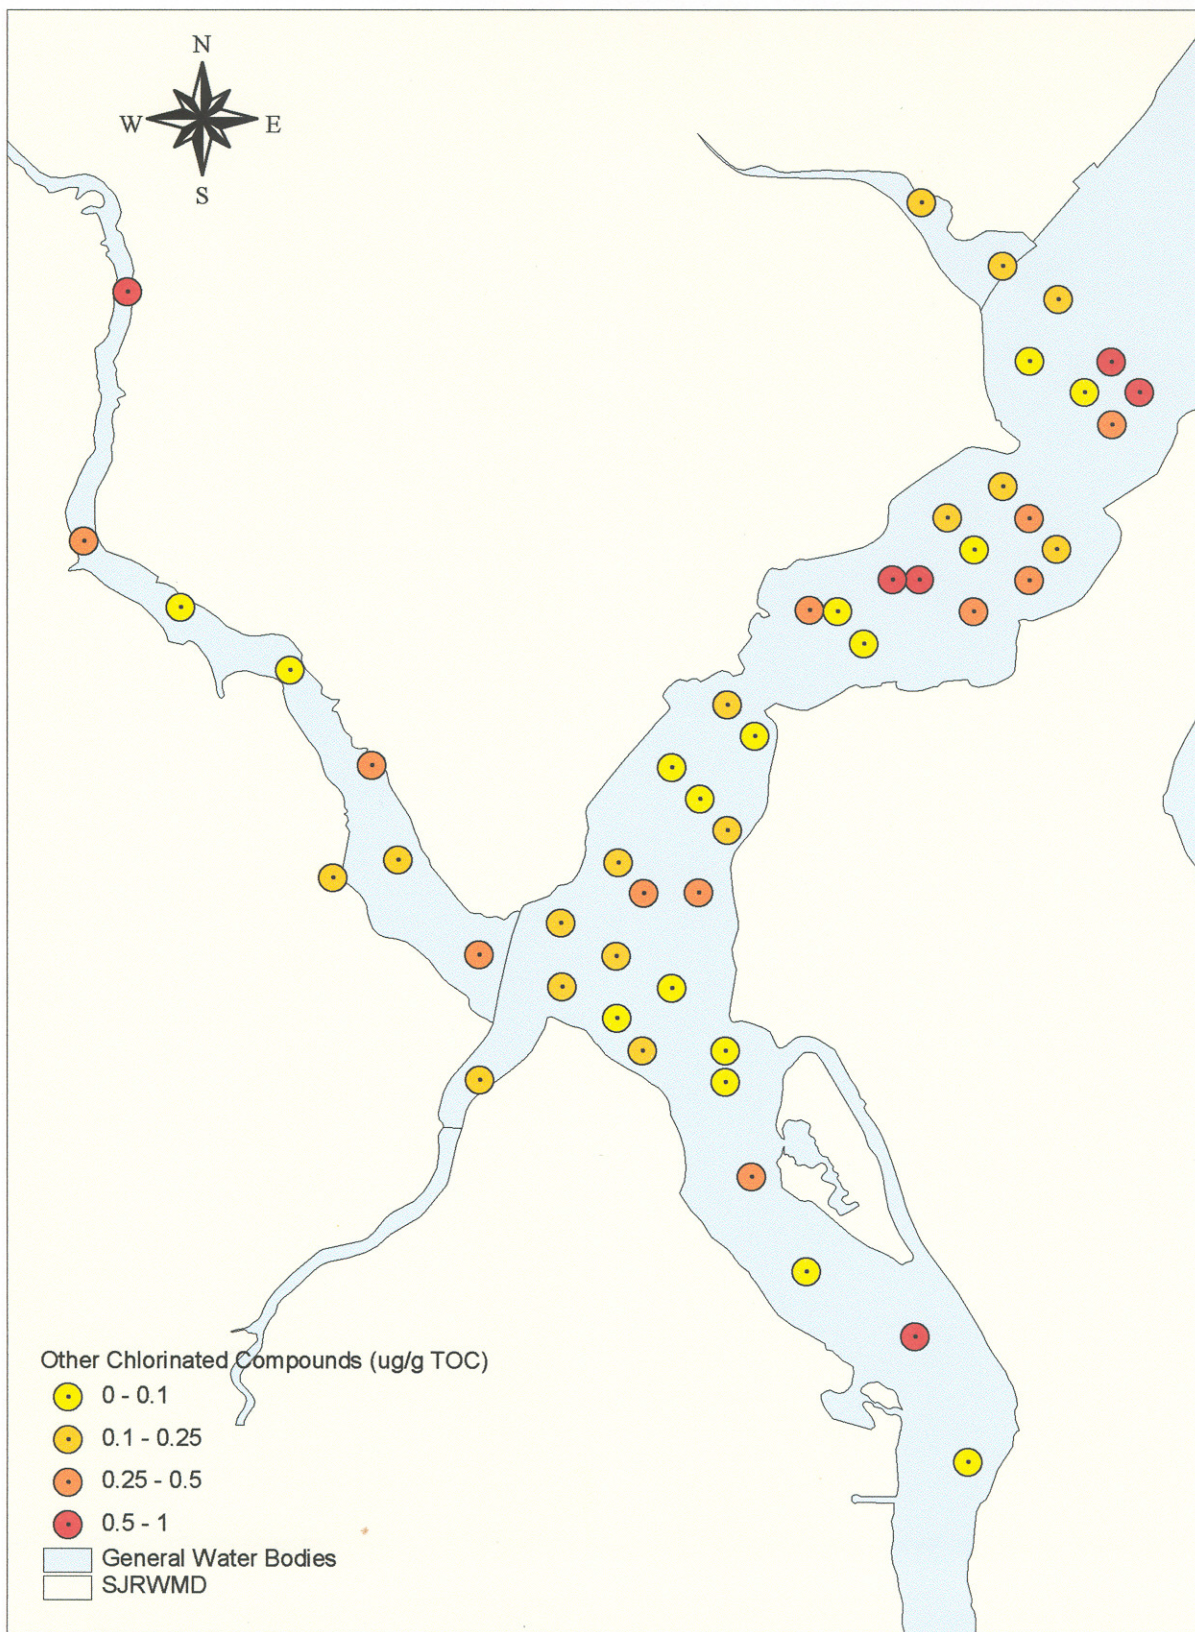 N
W E
S
Other Chlorinated Compounds (ug/g TOC)
0 - 0.1
0.1 - 0.25
0.25 - 0.5
0.5 - 1
General Water Bodies
SJRWMD